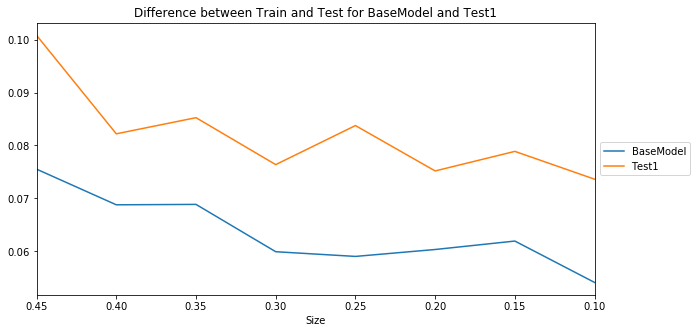 Difference between Train and Test for BaseModel and Test1
0.10
0.09
0.08
0.07
0.06
BaseModel
Test1
0.45 0.40 0.35 0.30 0.25 0.20 0.15 0.10
Size